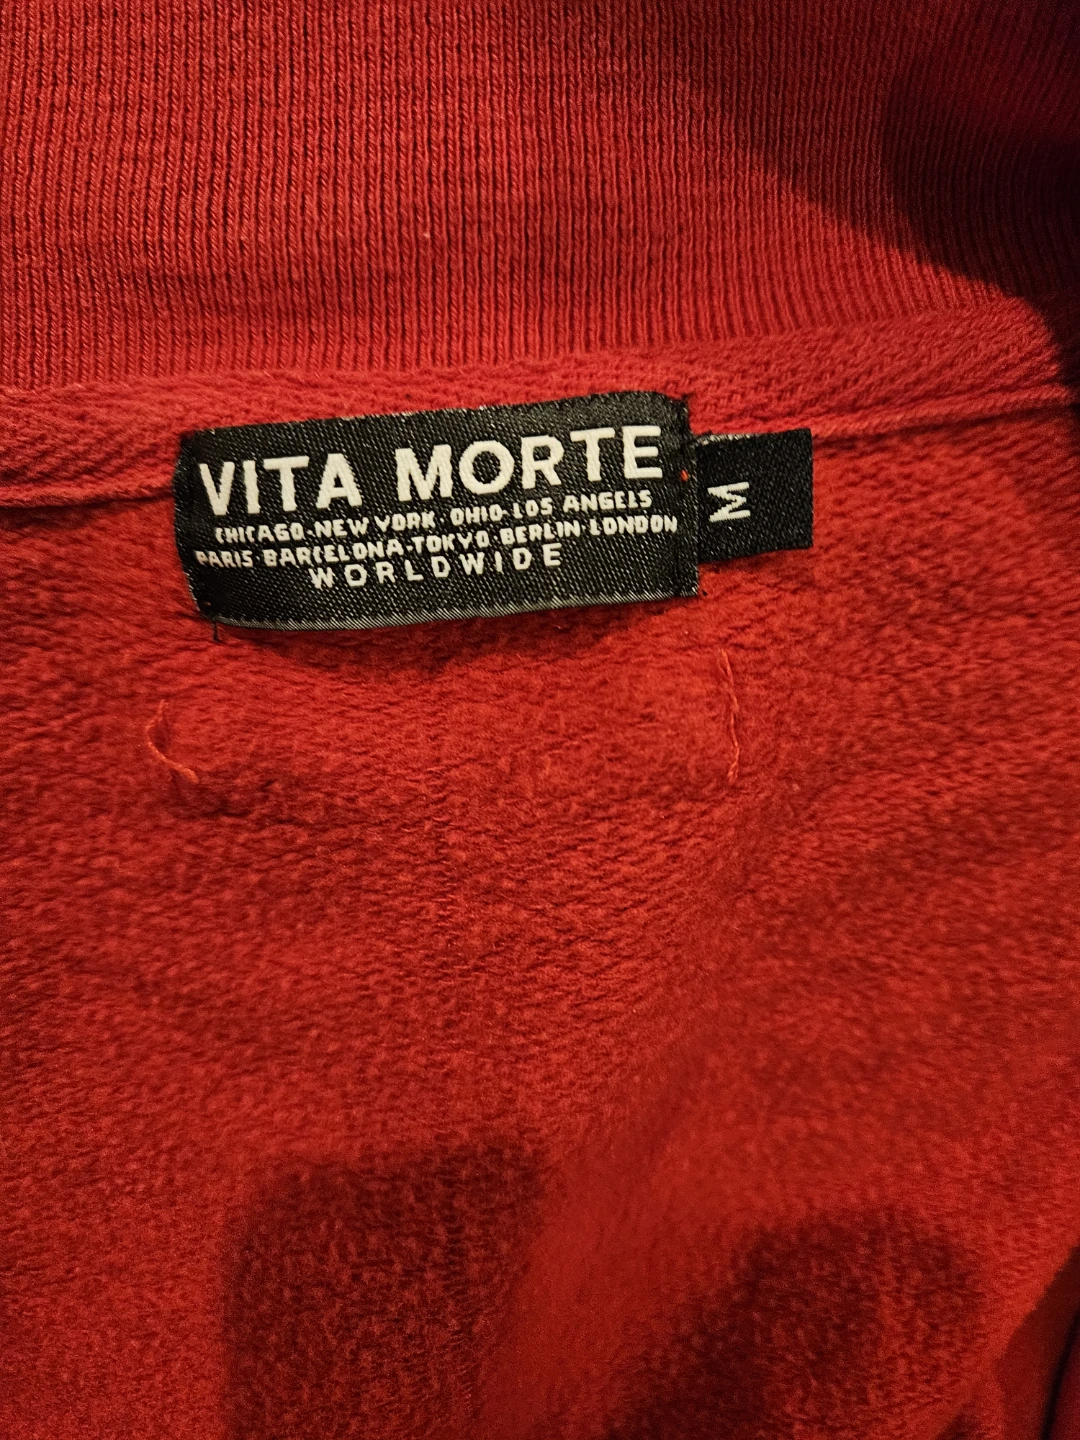 VITA MORTE
CHICAGO·NEW YORK·OHIO·LOS ANGELS
PARIS·BARCELONA·TOKYO·BERLIN·LONDON
WORLDWIDE
M